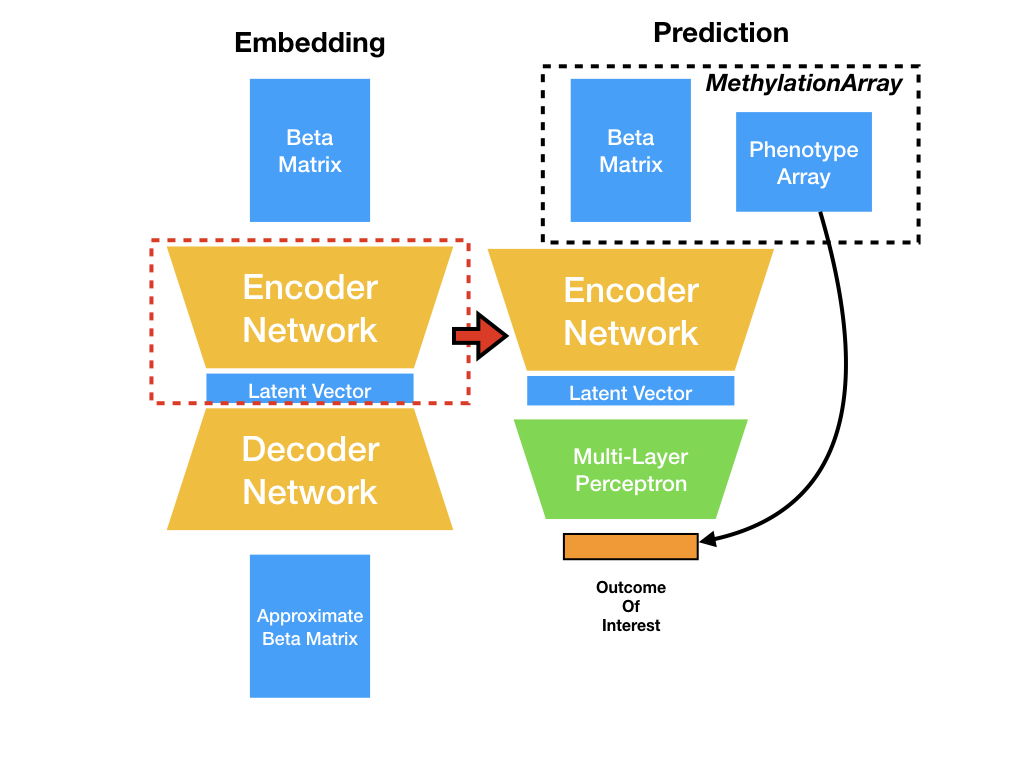 Embedding
Beta
Matrix
Encoder
Network
Latent Vector
Decoder
Network
Approximate
Beta Matrix
Prediction
MethylationArray
Beta
Matrix
Phenotype
Array
Encoder
Network
Latent Vector
Multi-Layer
Perceptron
Outcome
Of
Interest